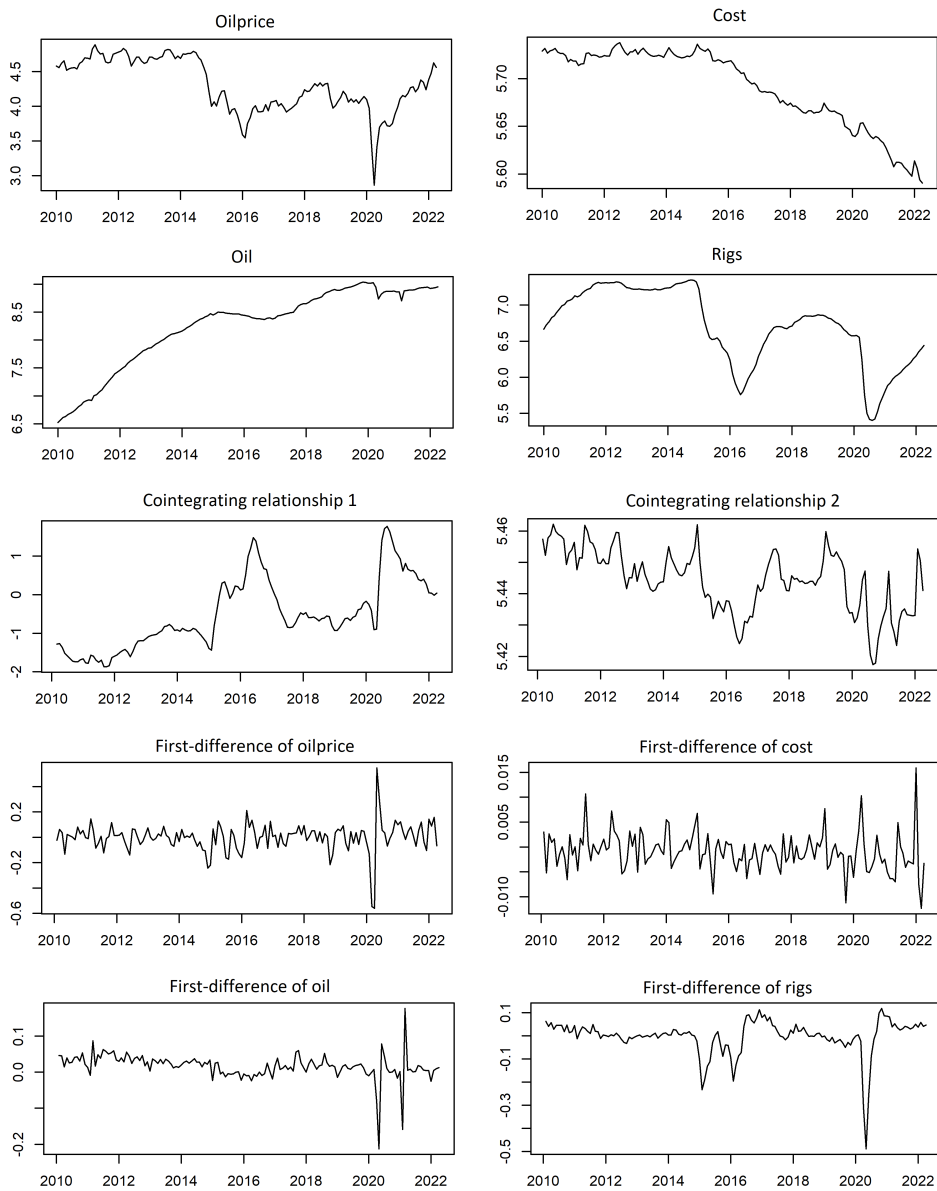 Oilprice
4.5
4.0
3.5
3.0
2010 2012 2014 2016 2018 2020 2022
Cost
5.70
5.65
5.60
2010 2012 2014 2016 2018 2020 2022
Oil
8.5
7.5
6.5
2010 2012 2014 2016 2018 2020 2022
Rigs
7.0
6.5
6.0
5.5
2010 2012 2014 2016 2018 2020 2022
Cointegrating relationship 1
1
0
1
-2
2010 2012 2014 2016 2018 2020 2022
Cointegrating relationship 2
5.46
5.44
5.42
2010 2012 2014 2016 2018 2020 2022
First-difference of oilprice
0.2
-0.2
-0.6
2010 2012 2014 2016 2018 2020 2022
First-difference of cost
0.015
0.005
-0.010
2010 2012 2014 2016 2018 2020 2022
First-difference of oil
0.1
0.0
-0.2
2010 2012 2014 2016 2018 2020 2022
First-difference of rigs
0.1
-0.1
-0.3
-0.5
2010 2012 2014 2016 2018 2020 2022